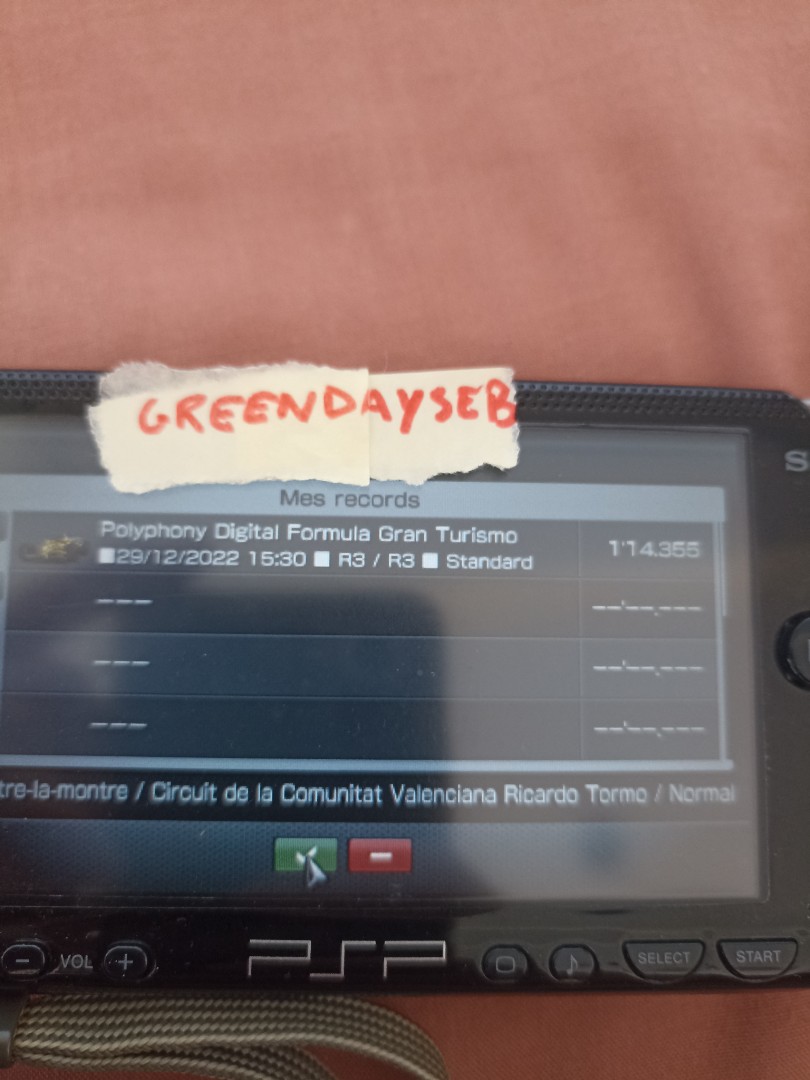 GREENDAYSEB
Mes records
Polyphony Digital Formula Gran Turismo
1'14.355
29/12/2022 15:30 ■ R3 / R3 ■ Standard
--- --'--.---
--- --'--.---
--- --'--.---
tre-la-montre / Circuit de la Comunitat Valenciana Ricardo Tormo / Normal
S
- VOL +
PSP
SELECT
START